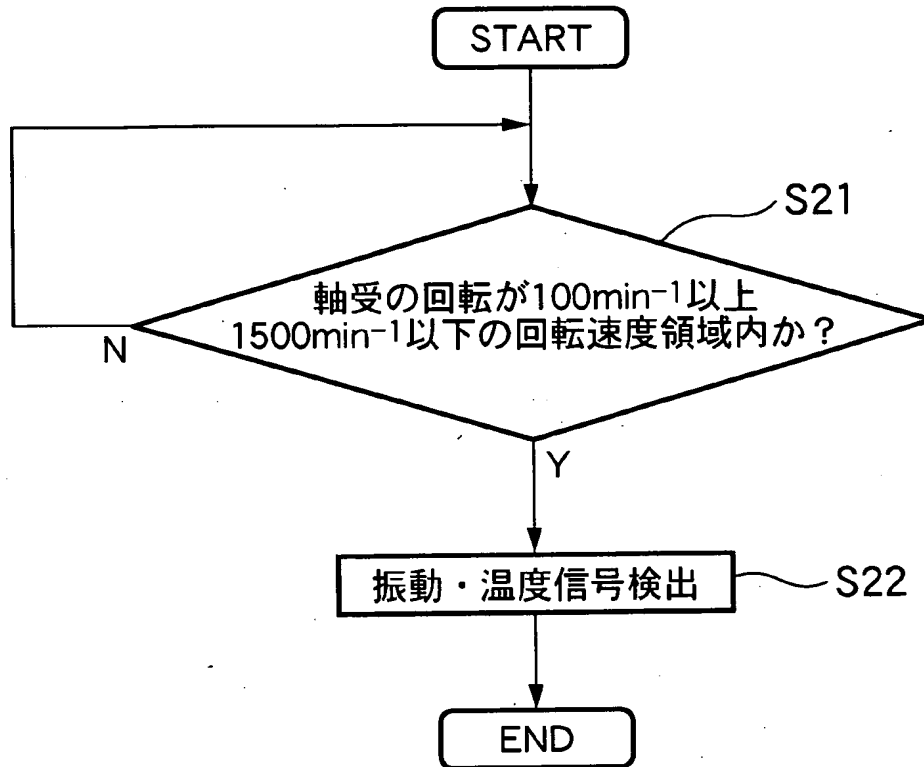 START
S21
軸受の回転が100min⁻¹以上
1500min⁻¹以下の回転速度領域内か？
N
Y
振動・温度信号検出
S22
END